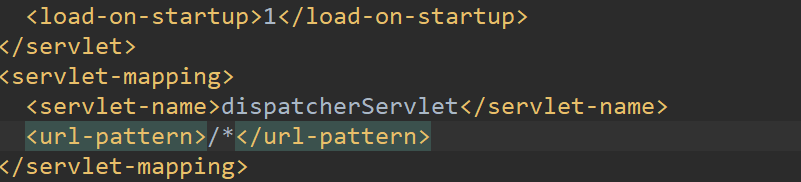 <load-on-startup>1</load-on-startup>
</servlet>
<servlet-mapping>
<servlet-name>dispatcherServlet</servlet-name>
<url-pattern>/*</url-pattern>
</servlet-mapping>